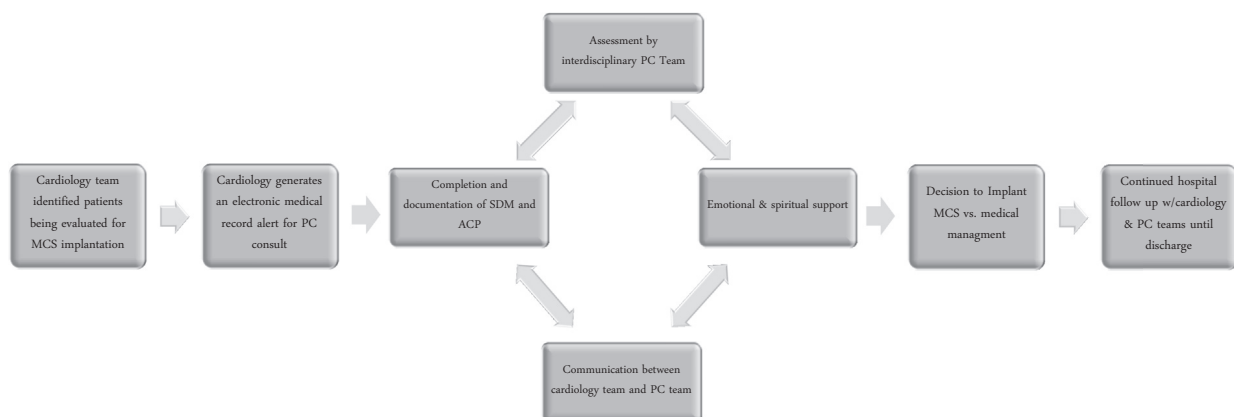 Assessment by
interdisciplinary PC Team
Cardiology team
identified patients
being evaluated for
MCS implantation
Cardiology generates
an electronic medical
record alert for PC
consult
Completion and
documentation of SDM and
ACP
Emotional & spiritual support
Decision to Implant
MCS vs. medical
managment
Continued hospital
follow up w/cardiology
& PC teams until
discharge
Communication between
cardiology team and PC team